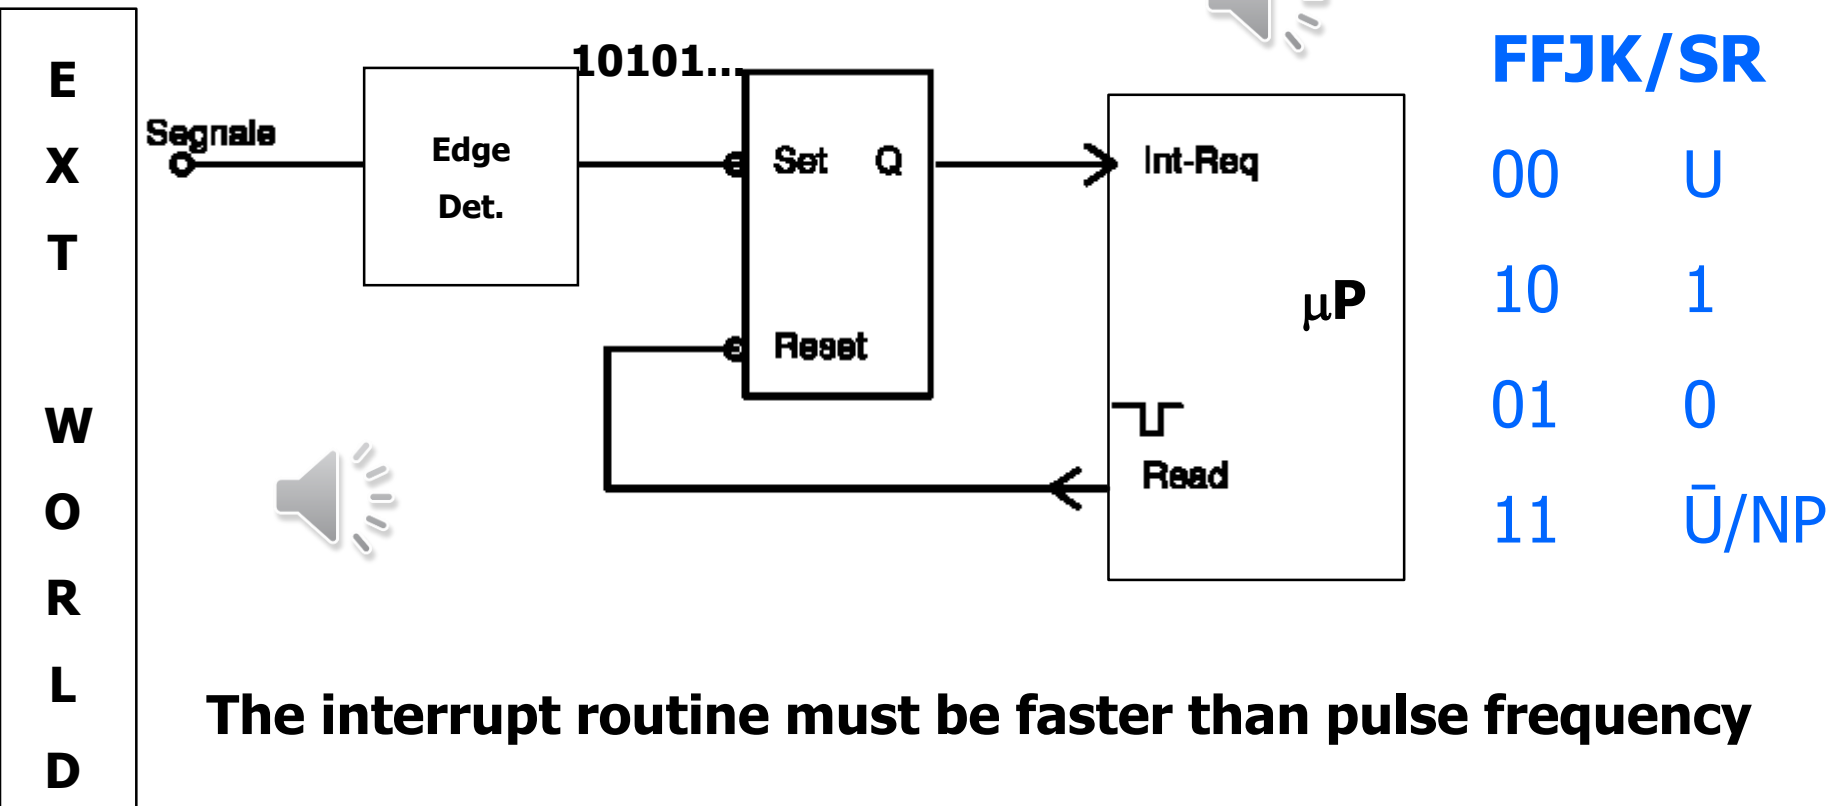 E
X
T
W
O
R
L
D
Segnale
Edge
Det.
10101...
Set Q
Reset
Int-Req
μP
Read
FFJK/SR
00 U
10 1
01 0
11 Ū/NP
The interrupt routine must be faster than pulse frequency